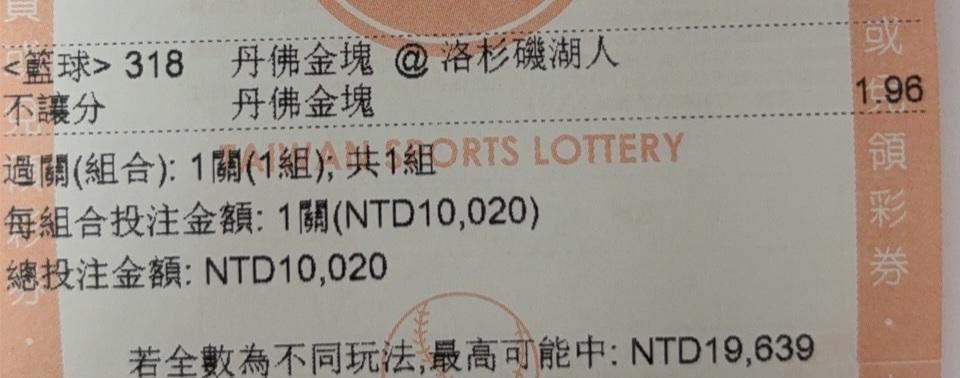 <籃球> 318 丹佛金塊 @ 洛杉磯湖人
不讓分 丹佛金塊 1.96
TAIWAN SPORTS LOTTERY
過關(組合): 1關(1組); 共1組
每組合投注金額: 1關(NTD10,020)
總投注金額: NTD10,020
若全數為不同玩法,最高可能中: NTD19,639
或兌領彩券